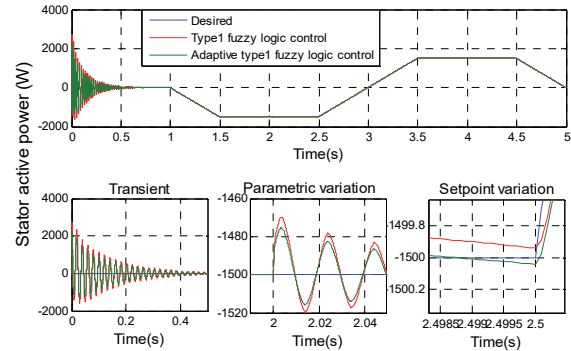 4000
2000
0
-2000
Stator active power (W)
Desired
Type1 fuzzy logic control
Adaptive type1 fuzzy logic control
0 0.5 1 1.5 2 2.5 3 3.5 4 4.5 5
Time(s)
Transient
4000
2000
0
-2000
0 0.2 0.4
Time(s)
Parametric variation
-1460
-1480
-1500
-1520
2 2.02 2.04
Time(s)
Setpoint variation
-1499.8
-1500
-1500.2
2.4985 2.499 2.4995 2.5
Time(s)